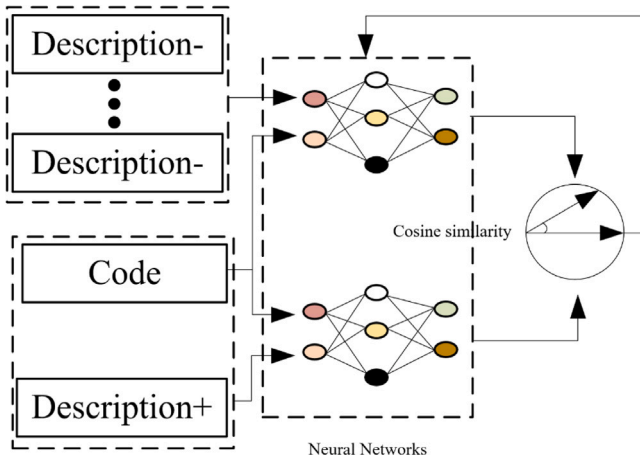 Description-
Description-
Cosine similarity
Code
Description+
Neural Networks